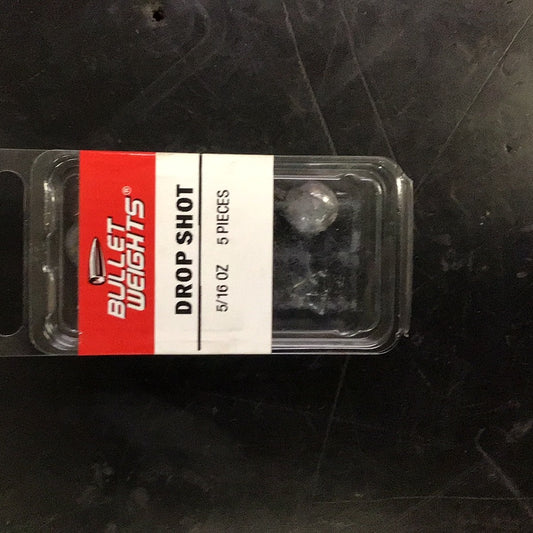 BULLET
WEIGHTS®
DROP SHOT
5/16 OZ 5 PIECES